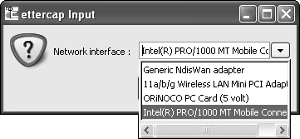 ettercap Input
Network interface :
Intel(R) PRO/1000 MT Mobile Cc
Generic NdisWan adapter
11a/b/g Wireless LAN Mini PCI Adapt
ORiNOCO PC Card (5 volt)
Intel(R) PRO/1000 MT Mobile Conne